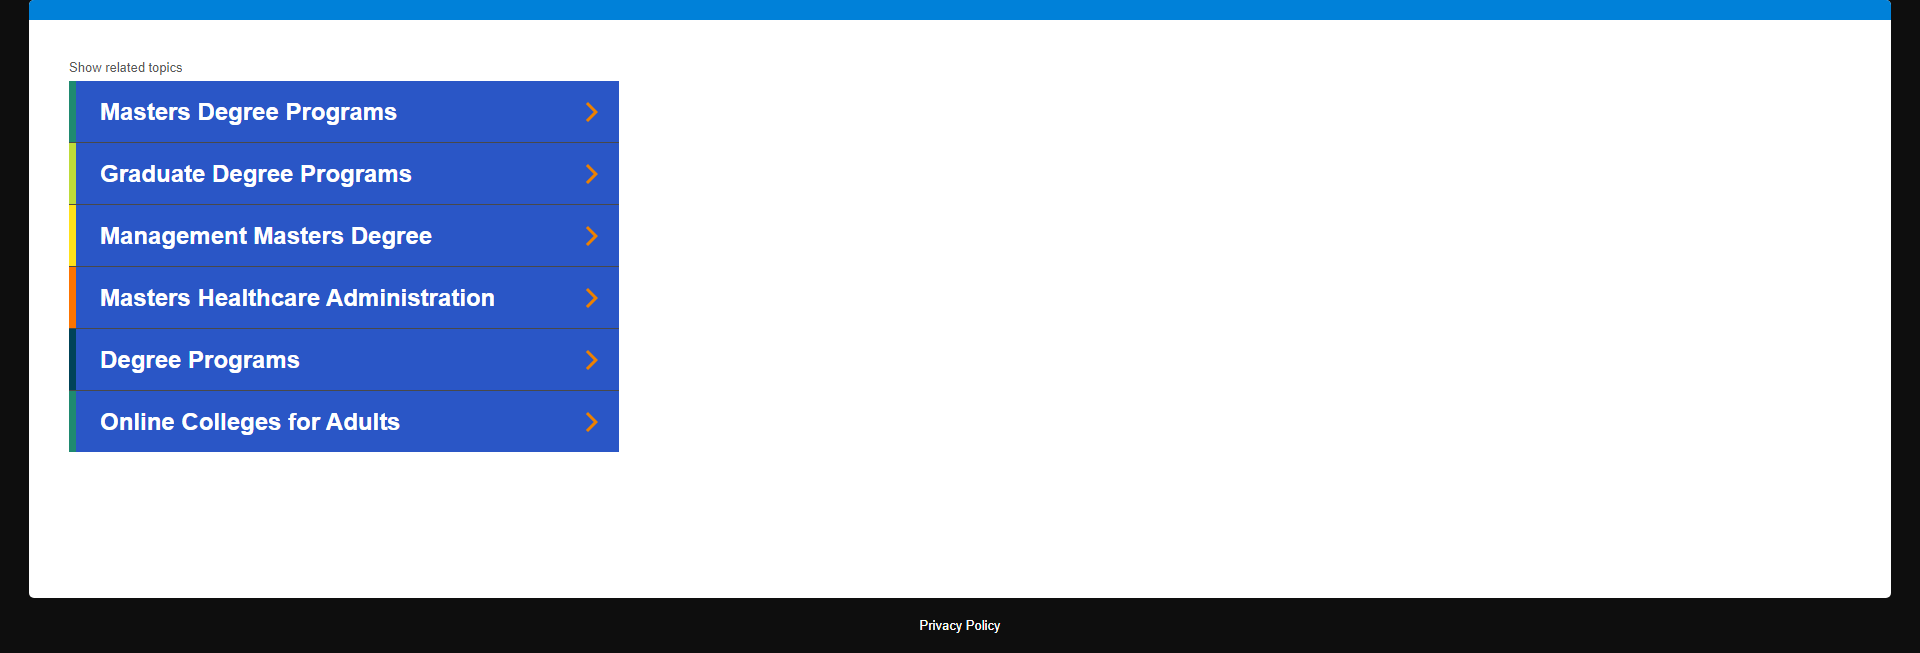 Show related topics
Masters Degree Programs
Graduate Degree Programs
Management Masters Degree
Masters Healthcare Administration
Degree Programs
Online Colleges for Adults
Privacy Policy